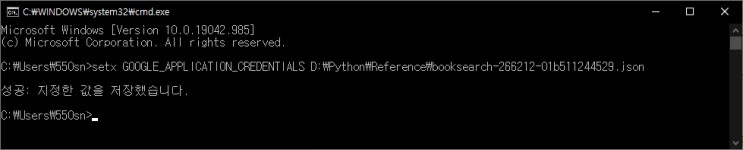 C:₩WINDOWS₩system32₩cmd.exe
Microsoft Windows [Version 10.0.19042.985]
(c) Microsoft Corporation. All rights reserved.
C:₩Users₩550sn>setx GOOGLE_APPLICATION_CREDENTIALS D:₩Python₩Reference₩booksearch-266212-01b511244529.json
성공: 지정한 값을 저장했습니다.
C:₩Users₩550sn>